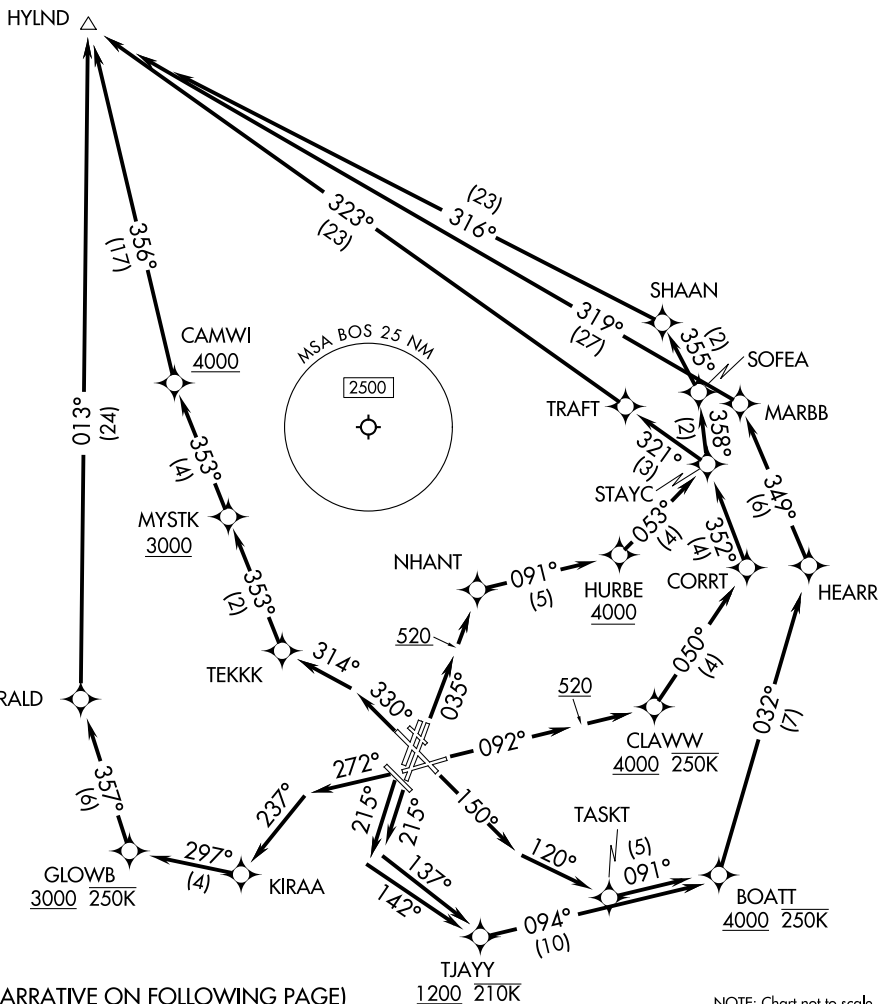 HYLND
(23)
316°
323°
(23)
356°
(17)
SHAAN
319°
(27)
(2)
355°
SOFEA
CAMWI
4000
MSA BOS 25 NM
2500
013°
(24)
TRAFT
MARBB
358°
(2)
321°
(3)
STAYC
353°
(4)
349°
(6)
MYSTK
3000
053°
(4)
352°
(4)
NHANT
091°
(5)
HURBE
4000
CORRT
HEARR
353°
(2)
520
TEKKK
314°
050°
(4)
330°
035°
520
RALD
032°
(7)
092°
CLAWW
4000 250K
272°
357°
(6)
237°
215°
215°
150°
TASKT
120°
(5)
091°
GLOWB
3000 250K
297°
(4)
KIRAA
137°
142°
BOATT
4000 250K
094°
(10)
TJAYY
1200 210K
ARRATIVE ON FOLLOWING PAGE)
NOTE: Chart not to scale